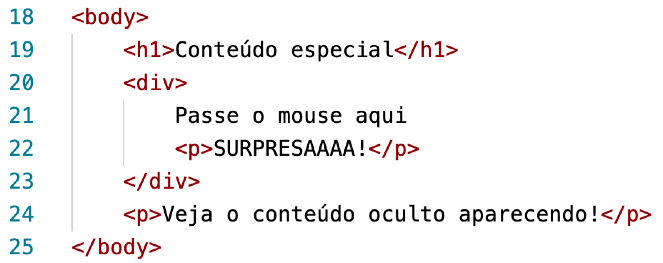 18 <body>
19 <h1>Conteúdo especial</h1>
20 <div>
21 Passe o mouse aqui
22 <p>SURPRESAAAA!</p>
23 </div>
24 <p>Veja o conteúdo oculto aparecendo!</p>
25 </body>